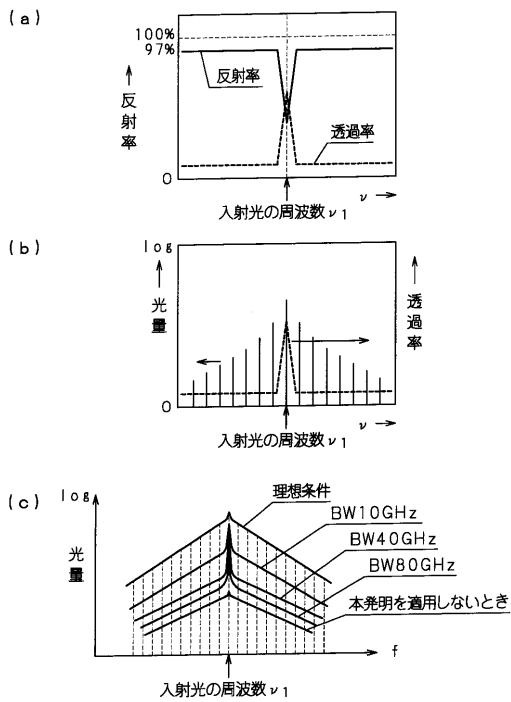 (a)
100%
97%
反射率
反射率
透過率
0
ν
入射光の周波数ν1
(b)
log
光量
透過率
0
ν
入射光の周波数ν1
(c)
log
理想条件
BW10GHz
BW40GHz
光量
BW80GHz
本発明を適用しないとき
f
入射光の周波数ν1